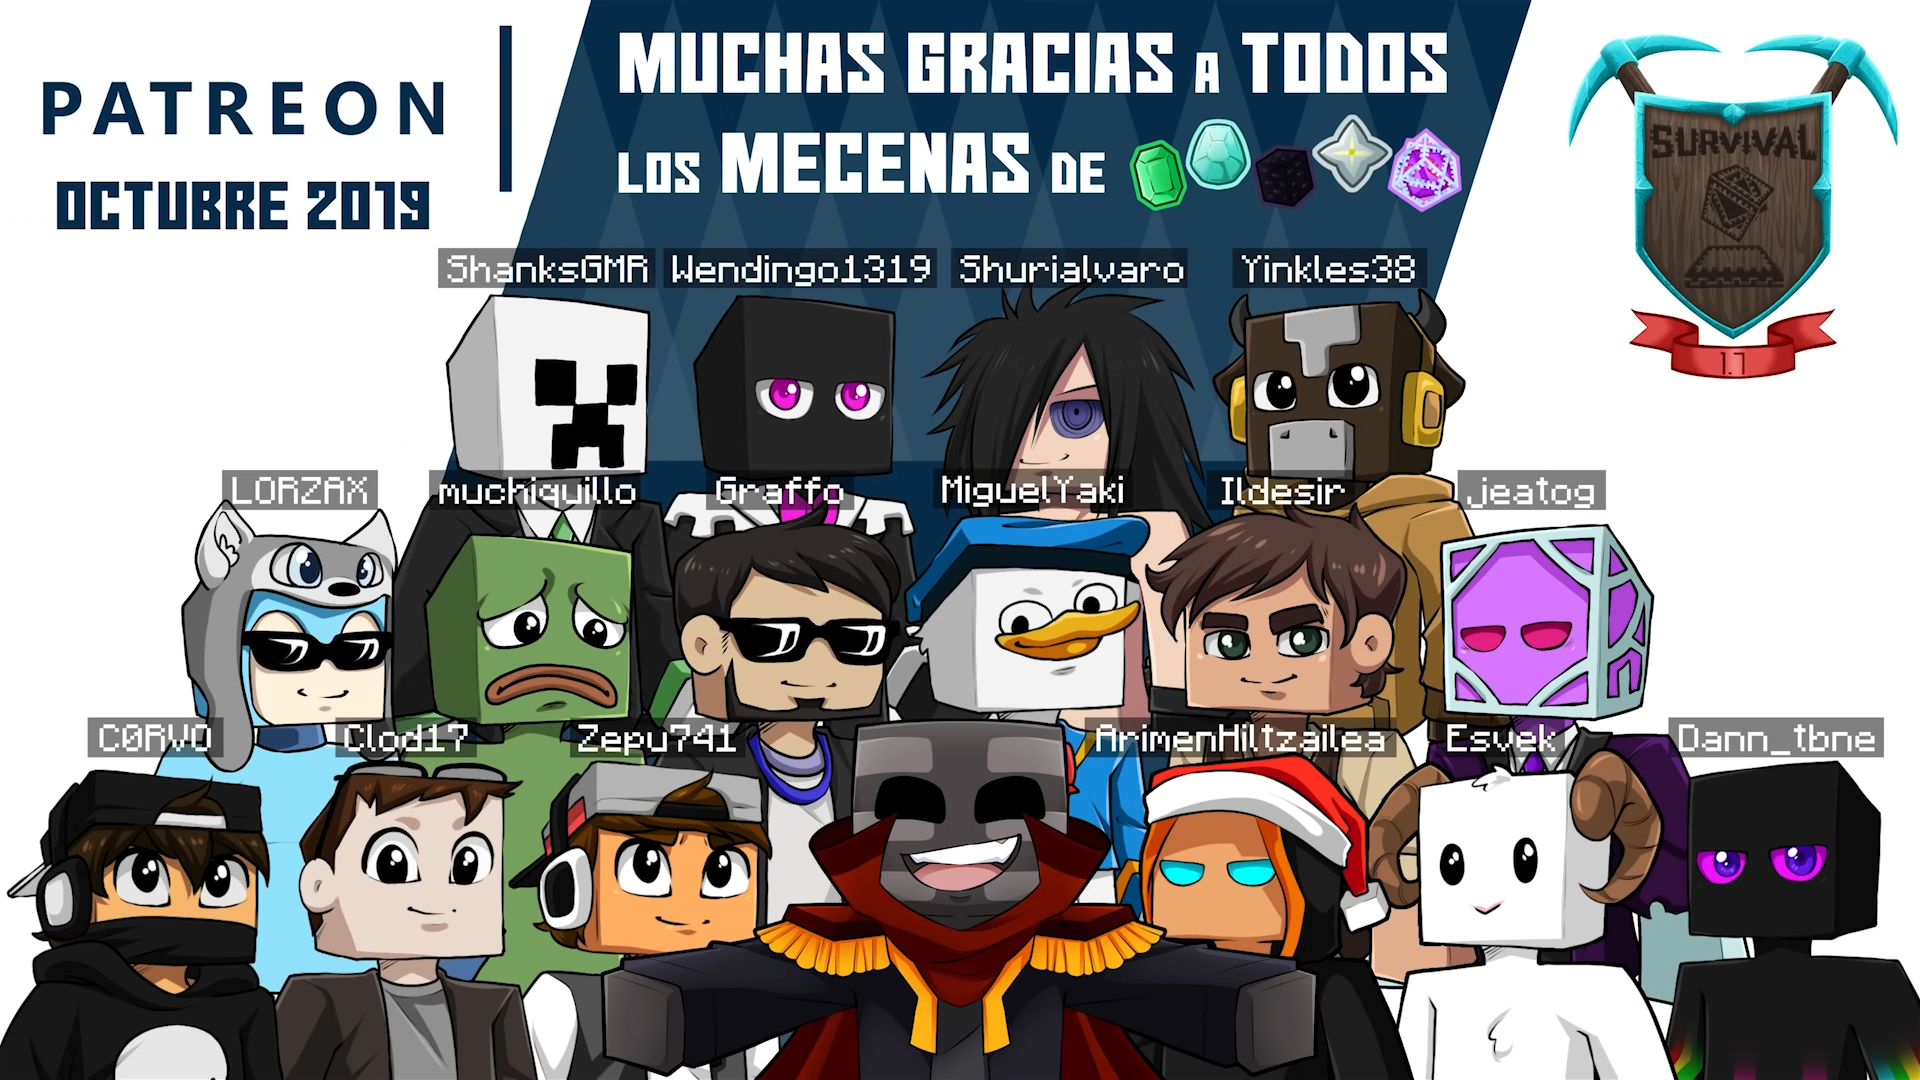 PATREON
OCTUBRE 2019
MUCHAS GRACIAS A TODOS
LOS MECENAS DE
SURVIVAL
1.1
ShanksGMR
Wendingo1319
Shurialvaro
Yinkles38
LORZAX
muchiquillo
Graffo
MiguelYaki
Ildesir
jeatog
C0RVO
Clod17
Zepu741
ArimenHiltzailea
Esvek
Dann_tbne